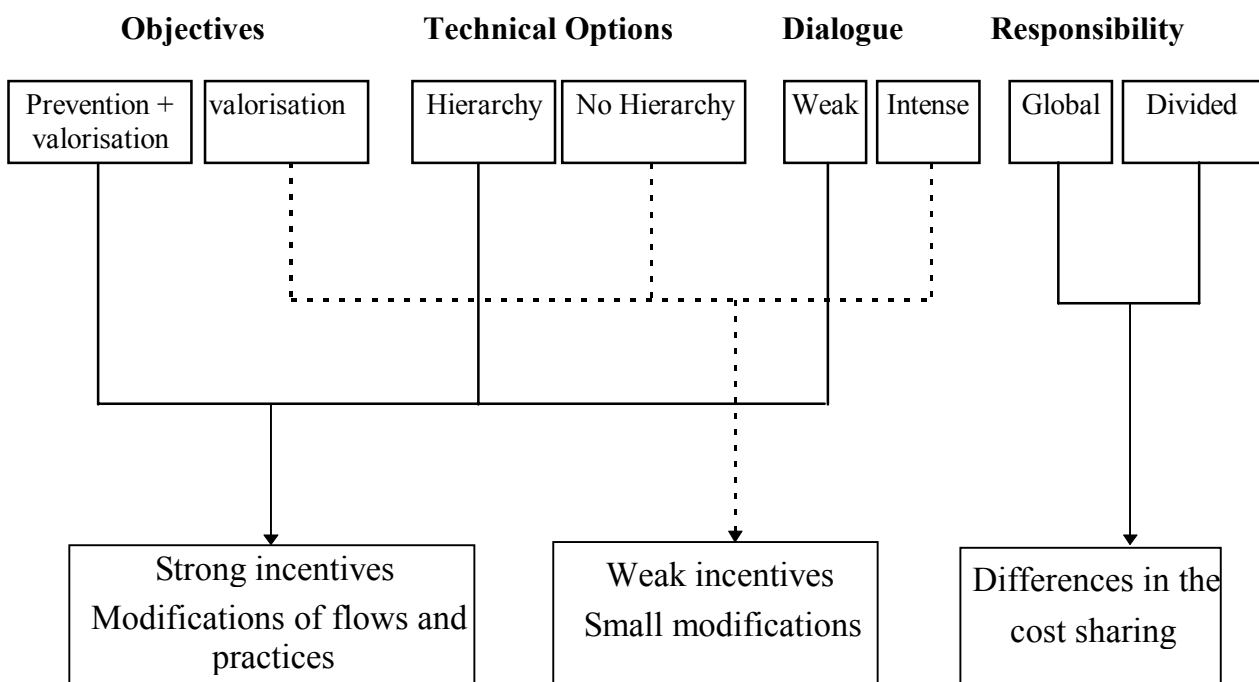 Objectives
Technical Options
Dialogue
Responsibility
Prevention +
valorisation
valorisation
Hierarchy
No Hierarchy
Weak
Intense
Global
Divided
Strong incentives
Modifications of flows and
practices
Weak incentives
Small modifications
Differences in the
cost sharing